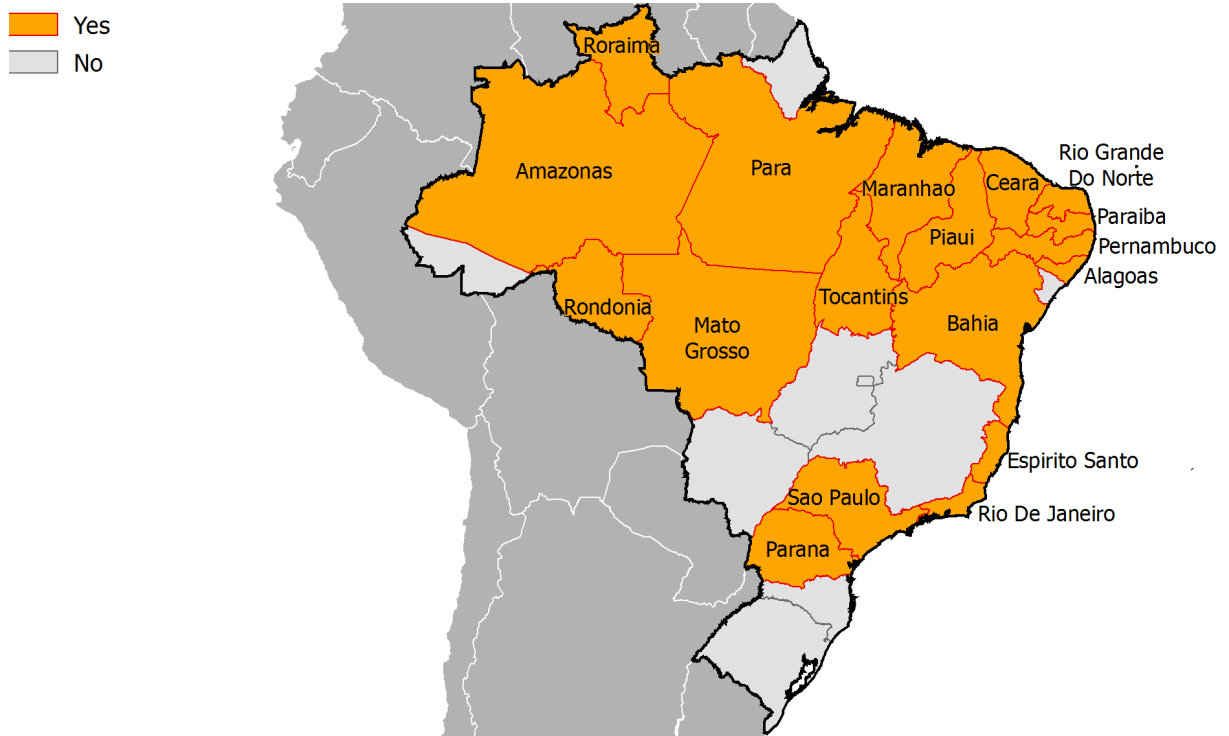 Yes
No
Roraima
Amazonas
Para
Maranhao
Ceara
Rio Grande
Do Norte
Paraiba
Piaui
Pernambuco
Alagoas
Rondonia
Tocantins
Mato
Grosso
Bahia
Espirito Santo
Sao Paulo
Rio De Janeiro
Parana